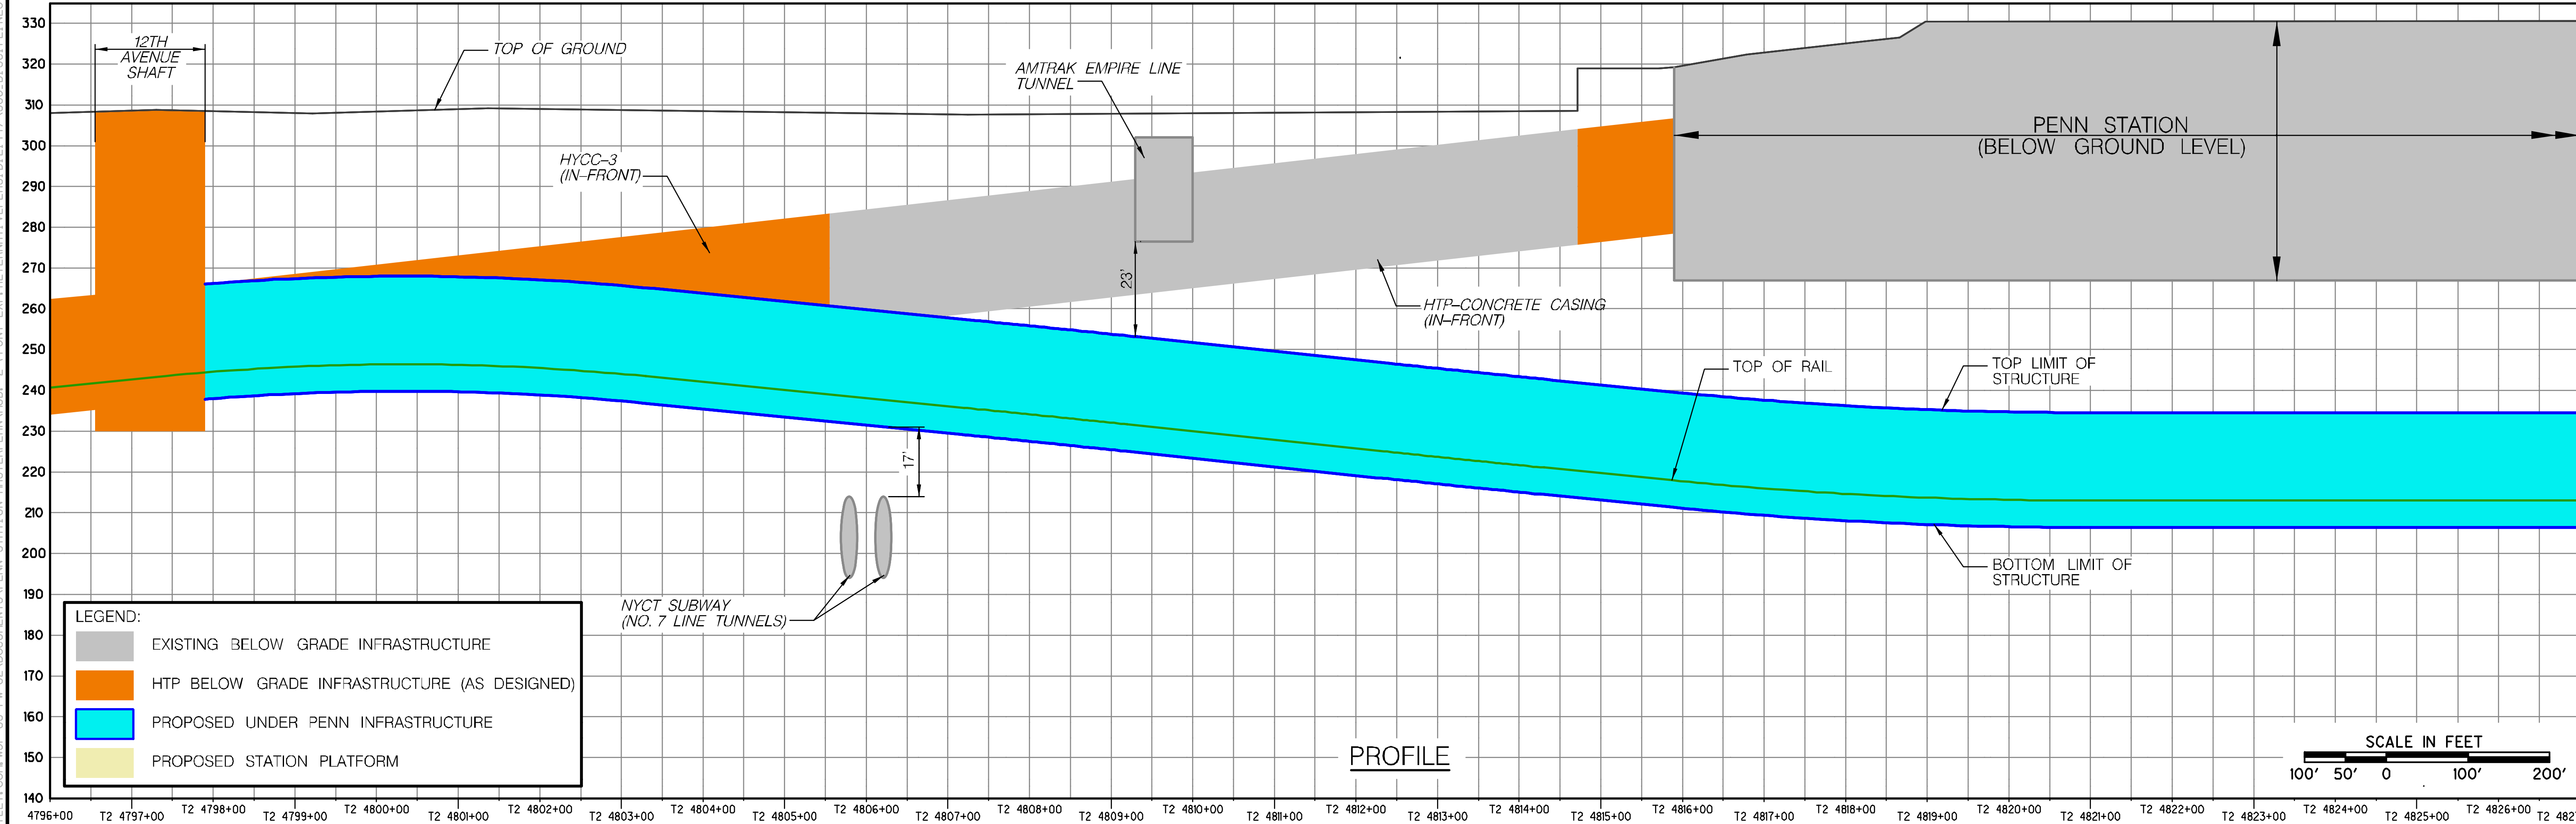 330
320
310
300
290
280
270
260
250
240
230
220
210
200
190
180
170
160
150
140
12TH
AVENUE
SHAFT
TOP OF GROUND
AMTRAK EMPIRE LINE
TUNNEL
HYCC-3
(IN-FRONT)
PENN STATION
(BELOW GROUND LEVEL)
23'
HTP-CONCRETE CASING
(IN-FRONT)
TOP OF RAIL
TOP LIMIT OF
STRUCTURE
17'
BOTTOM LIMIT OF
STRUCTURE
NYCT SUBWAY
(NO. 7 LINE TUNNELS)
LEGEND:
EXISTING BELOW GRADE INFRASTRUCTURE
HTP BELOW GRADE INFRASTRUCTURE (AS DESIGNED)
PROPOSED UNDER PENN INFRASTRUCTURE
PROPOSED STATION PLATFORM
PROFILE
SCALE IN FEET
100' 50' 0 100' 200'
4796+00
T2 4797+00
T2 4798+00
T2 4799+00
T2 4800+00
T2 4801+00
T2 4802+00
T2 4803+00
T2 4804+00
T2 4805+00
T2 4806+00
T2 4807+00
T2 4808+00
T2 4809+00
T2 4810+00
T2 4811+00
T2 4812+00
T2 4813+00
T2 4814+00
T2 4815+00
T2 4816+00
T2 4817+00
T2 4818+00
T2 4819+00
T2 4820+00
T2 4821+00
T2 4822+00
T2 4823+00
T2 4824+00
T2 4825+00
T2 4826+00